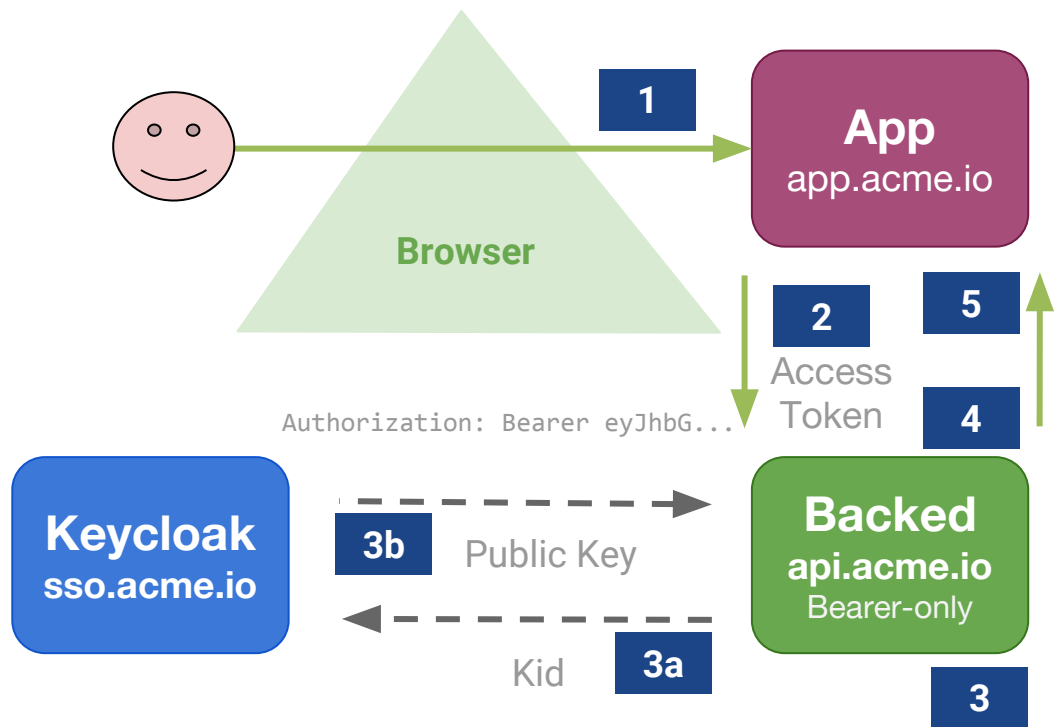 1
App
app.acme.io
Browser
2
5
Access
Token
4
Authorization: Bearer eyJhbG...
Keycloak
sso.acme.io
3b
Public Key
Backed
api.acme.io
Bearer-only
Kid
3a
3